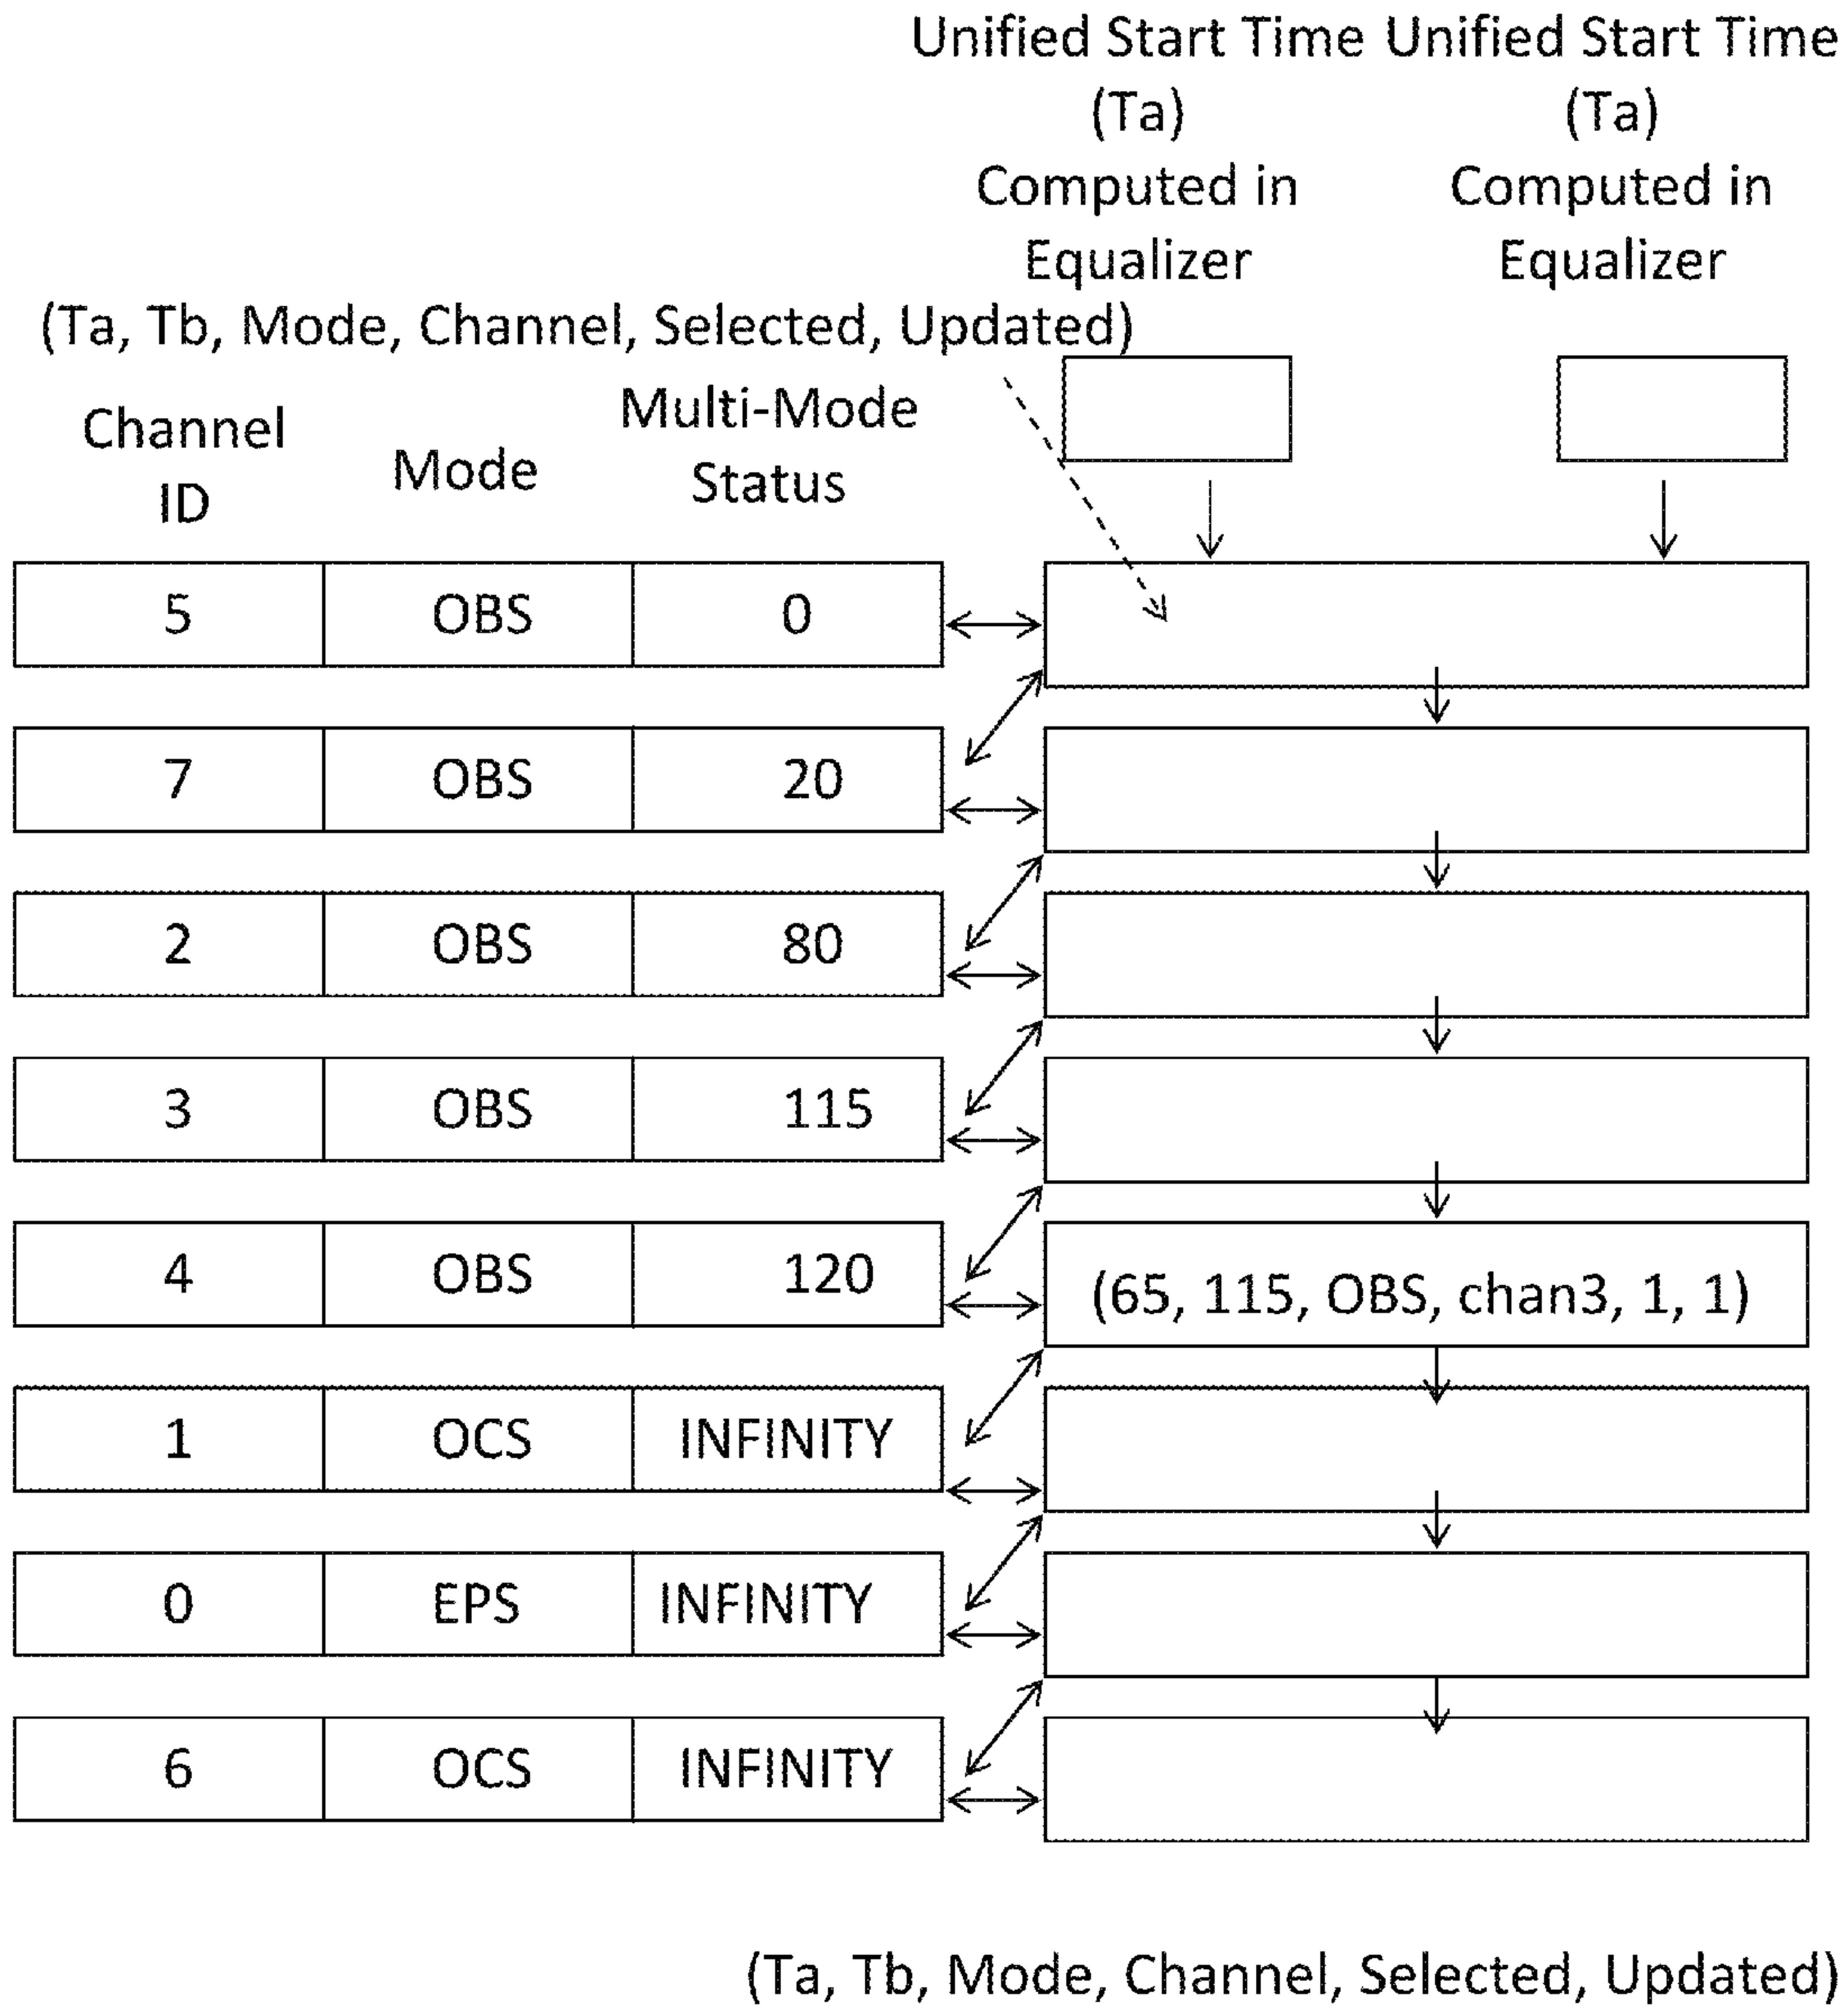 Unified Start Time Unified Start Time
(Ta) (Ta)
Computed in Computed in
Equalizer Equalizer
(Ta, Tb, Mode, Channel, Selected, Updated)
Channel
ID
Mode
Multi-Mode
Status
5 OBS 0
7 OBS 20
2 OBS 80
3 OBS 115
4 OBS 120 (65, 115, OBS, chan3, 1, 1)
1 OCS INFINITY
0 EPS INFINITY
6 OCS INFINITY
(Ta, Tb, Mode, Channel, Selected, Updated)